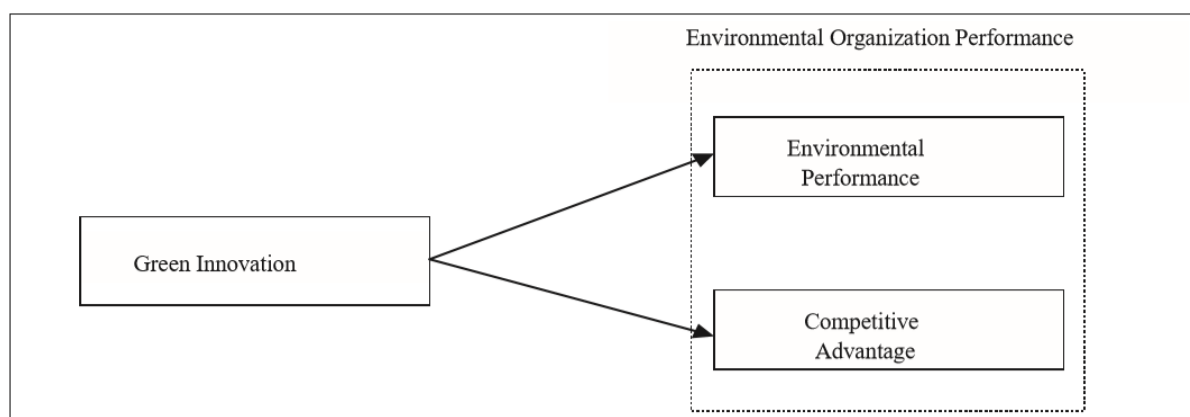 Environmental Organization Performance
Environmental
Performance
Green Innovation
Competitive
Advantage